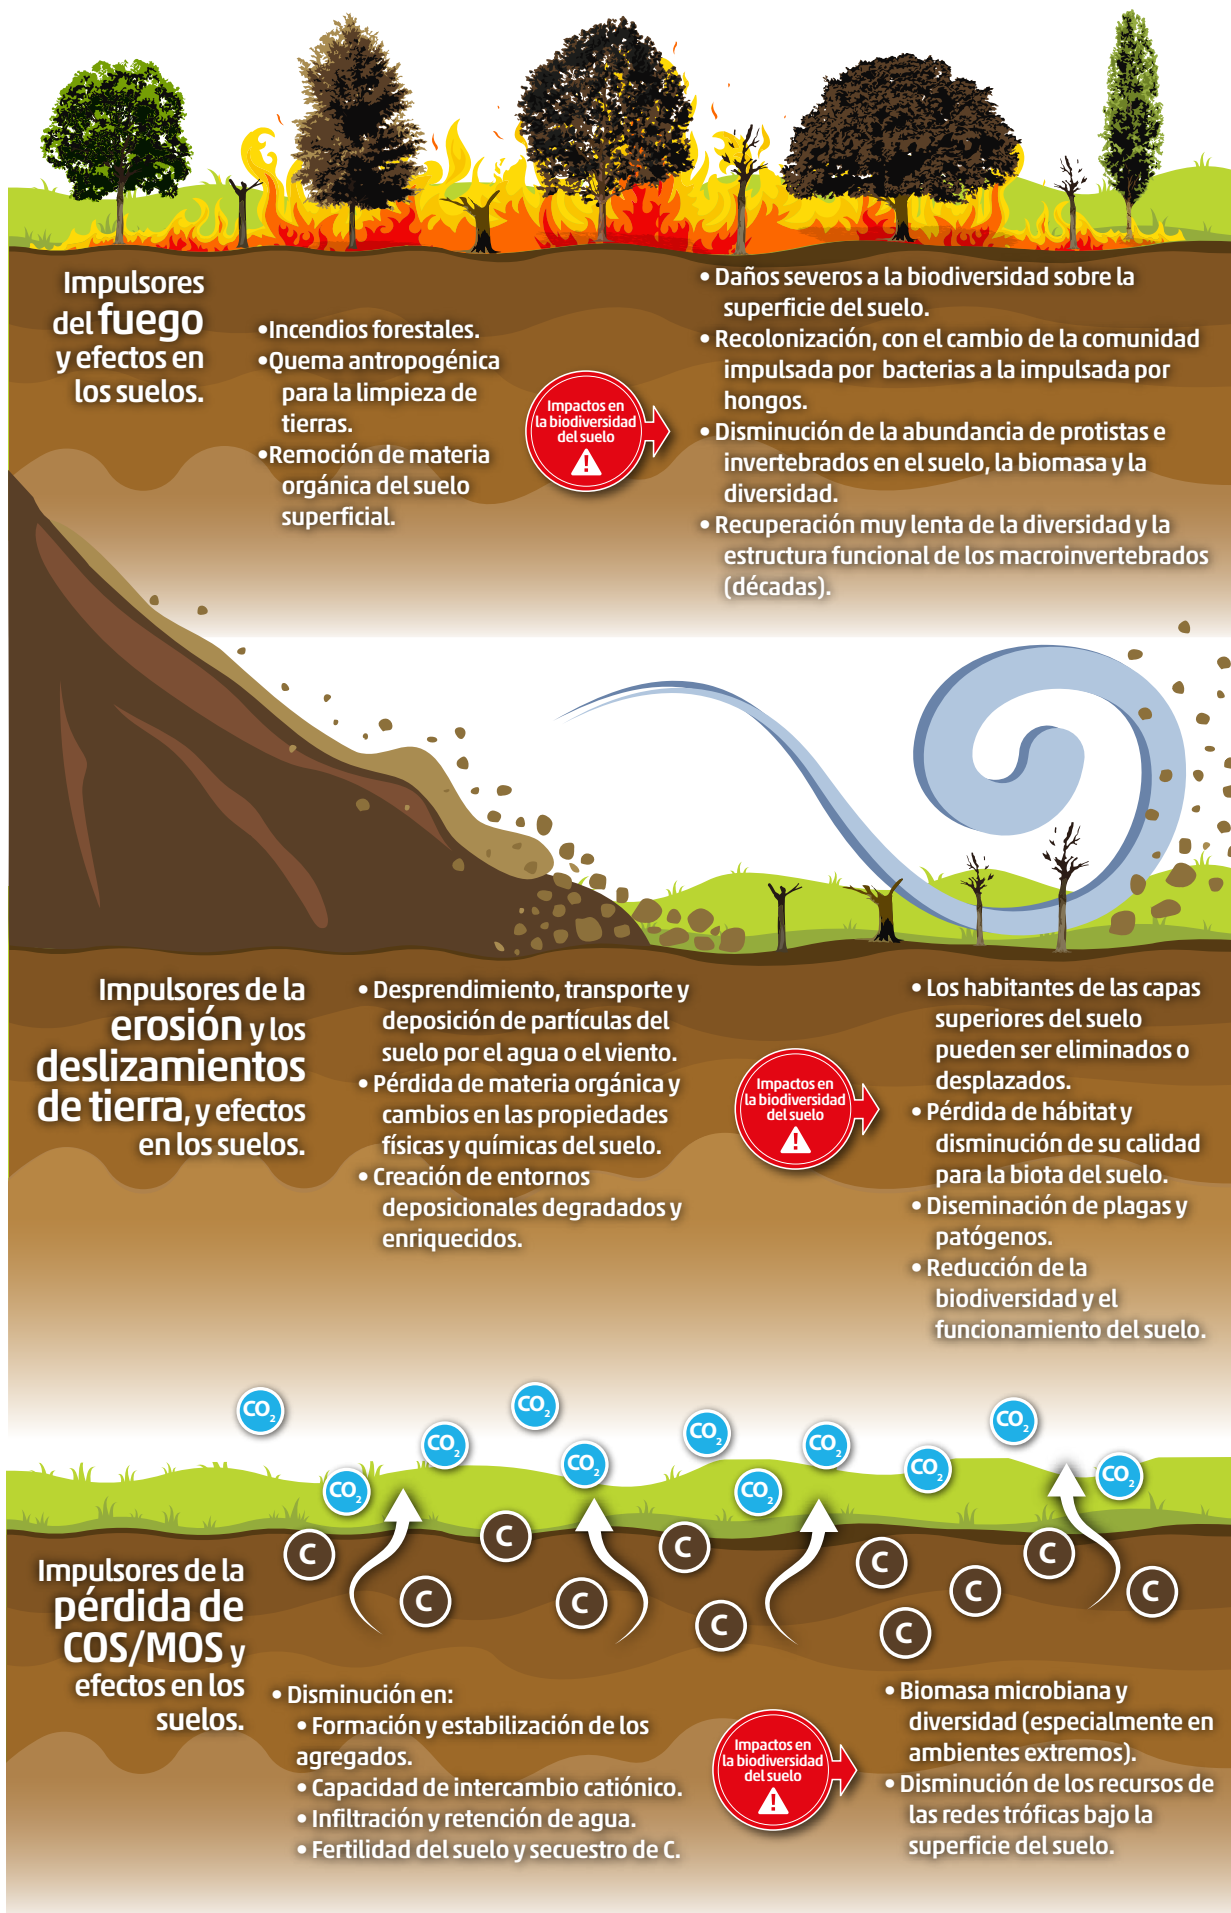 Impulsores
del fuego
y efectos en
los suelos.
•Incendios forestales.
•Quema antropogénica
para la limpieza de
tierras.
•Remoción de materia
orgánica del suelo
superficial.
Impactos en
la biodiversidad
del suelo
!
• Daños severos a la biodiversidad sobre la
superficie del suelo.
• Recolonización, con el cambio de la comunidad
impulsada por bacterias a la impulsada por
hongos.
• Disminución de la abundancia de protistas e
invertebrados en el suelo, la biomasa y la
diversidad.
• Recuperación muy lenta de la diversidad y la
estructura funcional de los macroinvertebrados
(décadas).
Impulsores de la
erosión y los
deslizamientos
de tierra, y efectos
en los suelos.
• Desprendimiento, transporte y
deposición de partículas del
suelo por el agua o el viento.
• Pérdida de materia orgánica y
cambios en las propiedades
físicas y químicas del suelo.
• Creación de entornos
deposicionales degradados y
enriquecidos.
Impactos en
la biodiversidad
del suelo
!
• Los habitantes de las capas
superiores del suelo
pueden ser eliminados o
desplazados.
• Pérdida de hábitat y
disminución de su calidad
para la biota del suelo.
• Diseminación de plagas y
patógenos.
• Reducción de la
biodiversidad y el
funcionamiento del suelo.
CO₂
CO₂
CO₂
CO₂
CO₂
CO₂
CO₂
CO₂
CO₂
CO₂
CO₂
C
C
C
C
C
C
C
C
C
C
C
Impulsores de la
pérdida de
COS/MOS y
efectos en los
suelos.
• Disminución en:
• Formación y estabilización de los
agregados.
• Capacidad de intercambio catiónico.
• Infiltración y retención de agua.
• Fertilidad del suelo y secuestro de C.
Impactos en
la biodiversidad
del suelo
!
• Biomasa microbiana y
diversidad (especialmente en
ambientes extremos).
• Disminución de los recursos de
las redes tróficas bajo la
superficie del suelo.